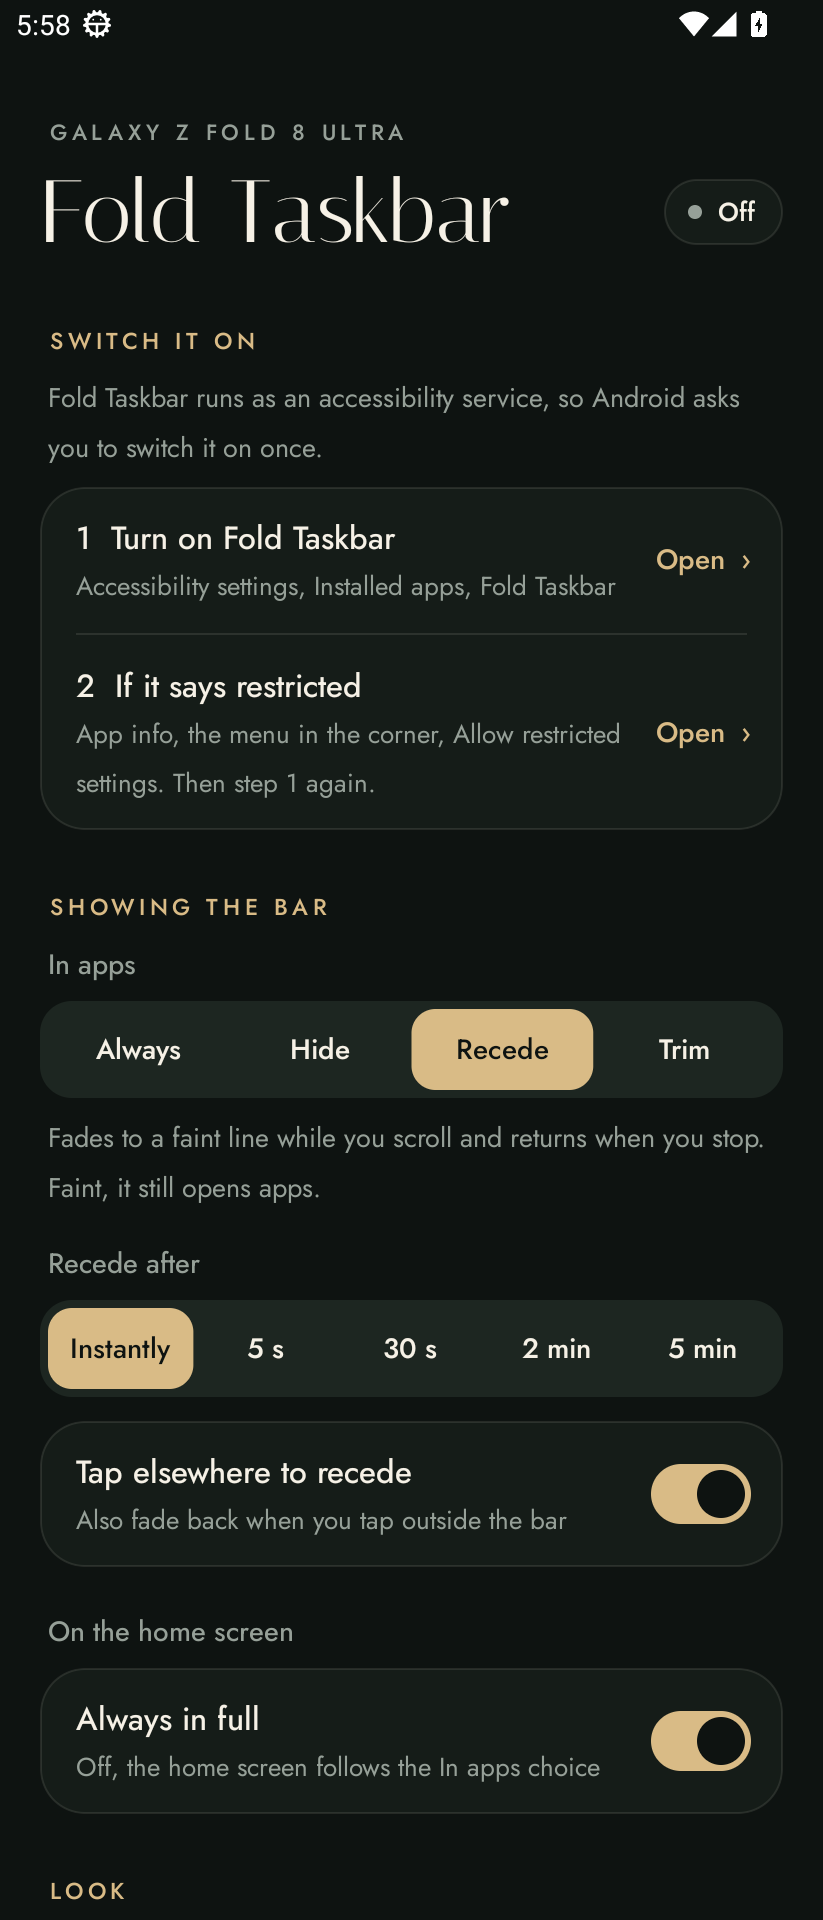 5:58
GALAXY Z FOLD 8 ULTRA
Fold Taskbar
Off
SWITCH IT ON
Fold Taskbar runs as an accessibility service, so Android asks
you to switch it on once.
1 Turn on Fold Taskbar
Accessibility settings, Installed apps, Fold Taskbar
Open ›
2 If it says restricted
App info, the menu in the corner, Allow restricted
settings. Then step 1 again.
Open ›
SHOWING THE BAR
In apps
Always Hide Recede Trim
Fades to a faint line while you scroll and returns when you stop.
Faint, it still opens apps.
Recede after
Instantly 5 s 30 s 2 min 5 min
Tap elsewhere to recede
Also fade back when you tap outside the bar
On the home screen
Always in full
Off, the home screen follows the In apps choice
LOOK